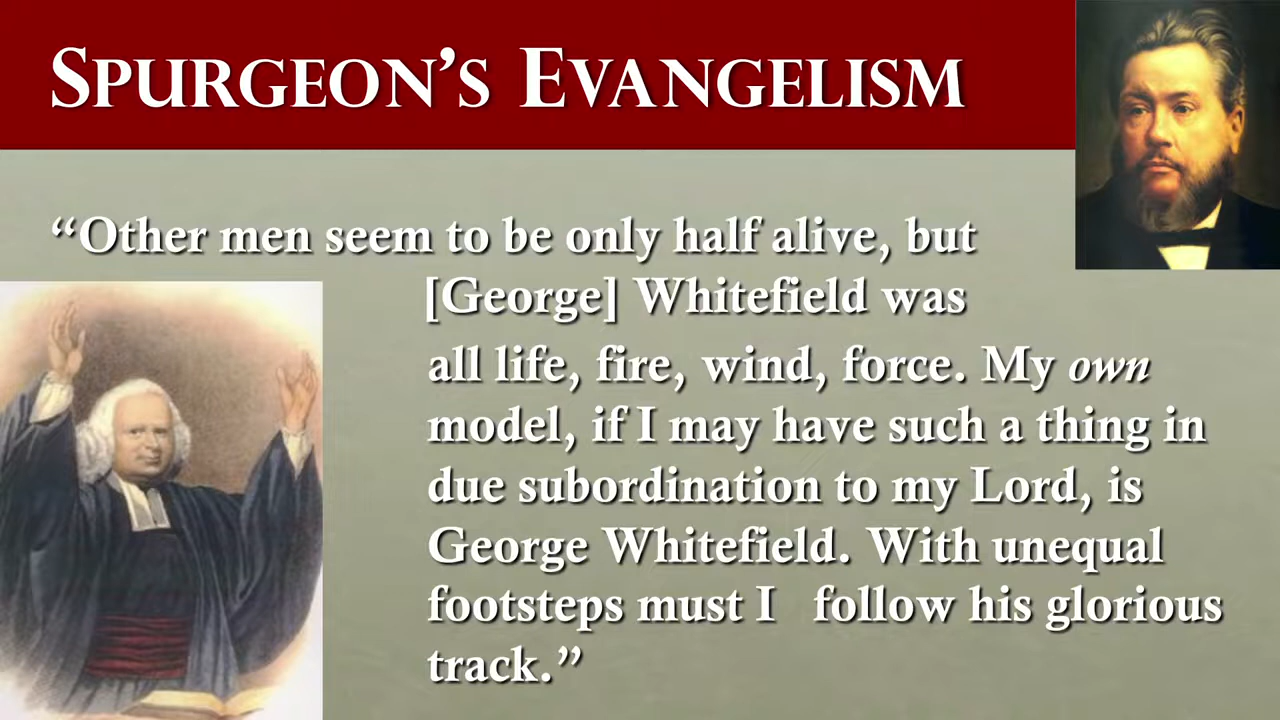 SPURGEON’S EVANGELISM
“Other men seem to be only half alive, but
[George] Whitefield was
all life, fire, wind, force. My own
model, if I may have such a thing in
due subordination to my Lord, is
George Whitefield. With unequal
footsteps must I follow his glorious
track.”